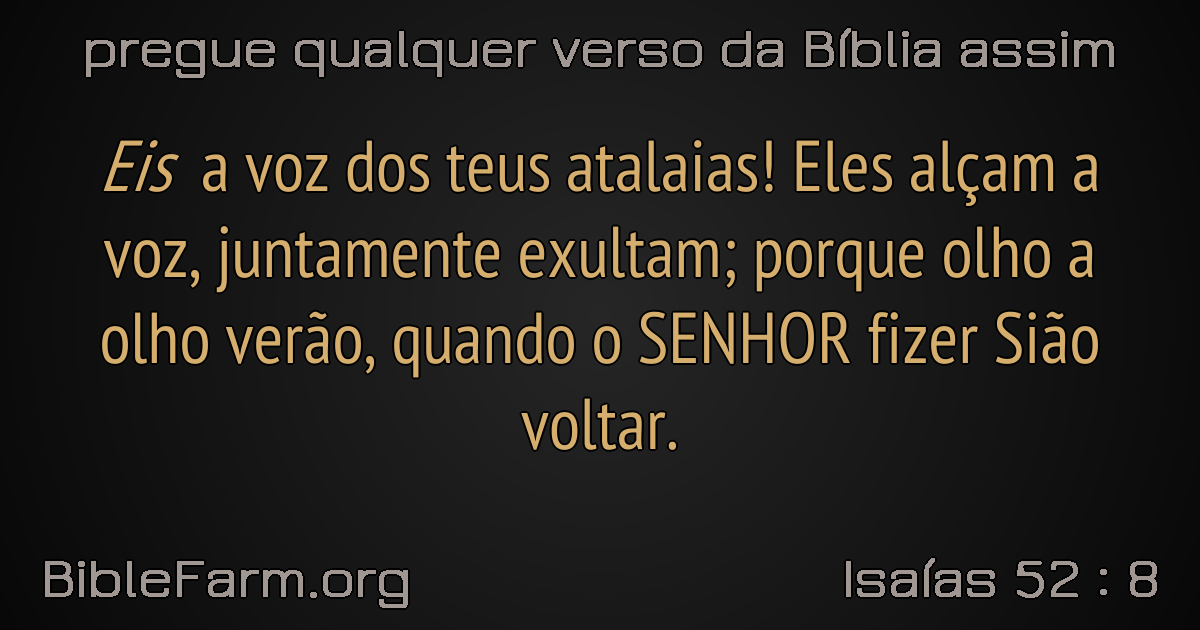 pregue qualquer verso da Bíblia assim
Eis a voz dos teus atalaias! Eles alçam a
voz, juntamente exultam; porque olho a
olho verão, quando o SENHOR fizer Sião
voltar.
BibleFarm.org
Isaías 52 : 8